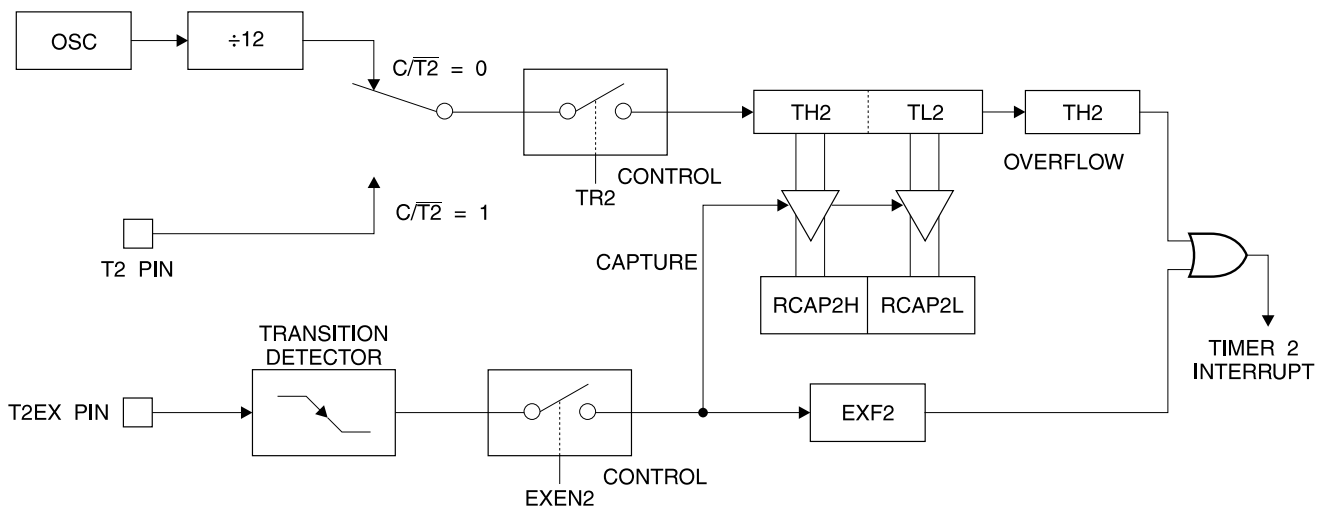 OSC
÷12
C/T2̅ = 0
TH2
TL2
TH2
OVERFLOW
CONTROL
TR2
C/T2̅ = 1
T2 PIN
CAPTURE
RCAP2H
RCAP2L
TRANSITION
DETECTOR
TIMER 2
INTERRUPT
T2EX PIN
EXF2
CONTROL
EXEN2